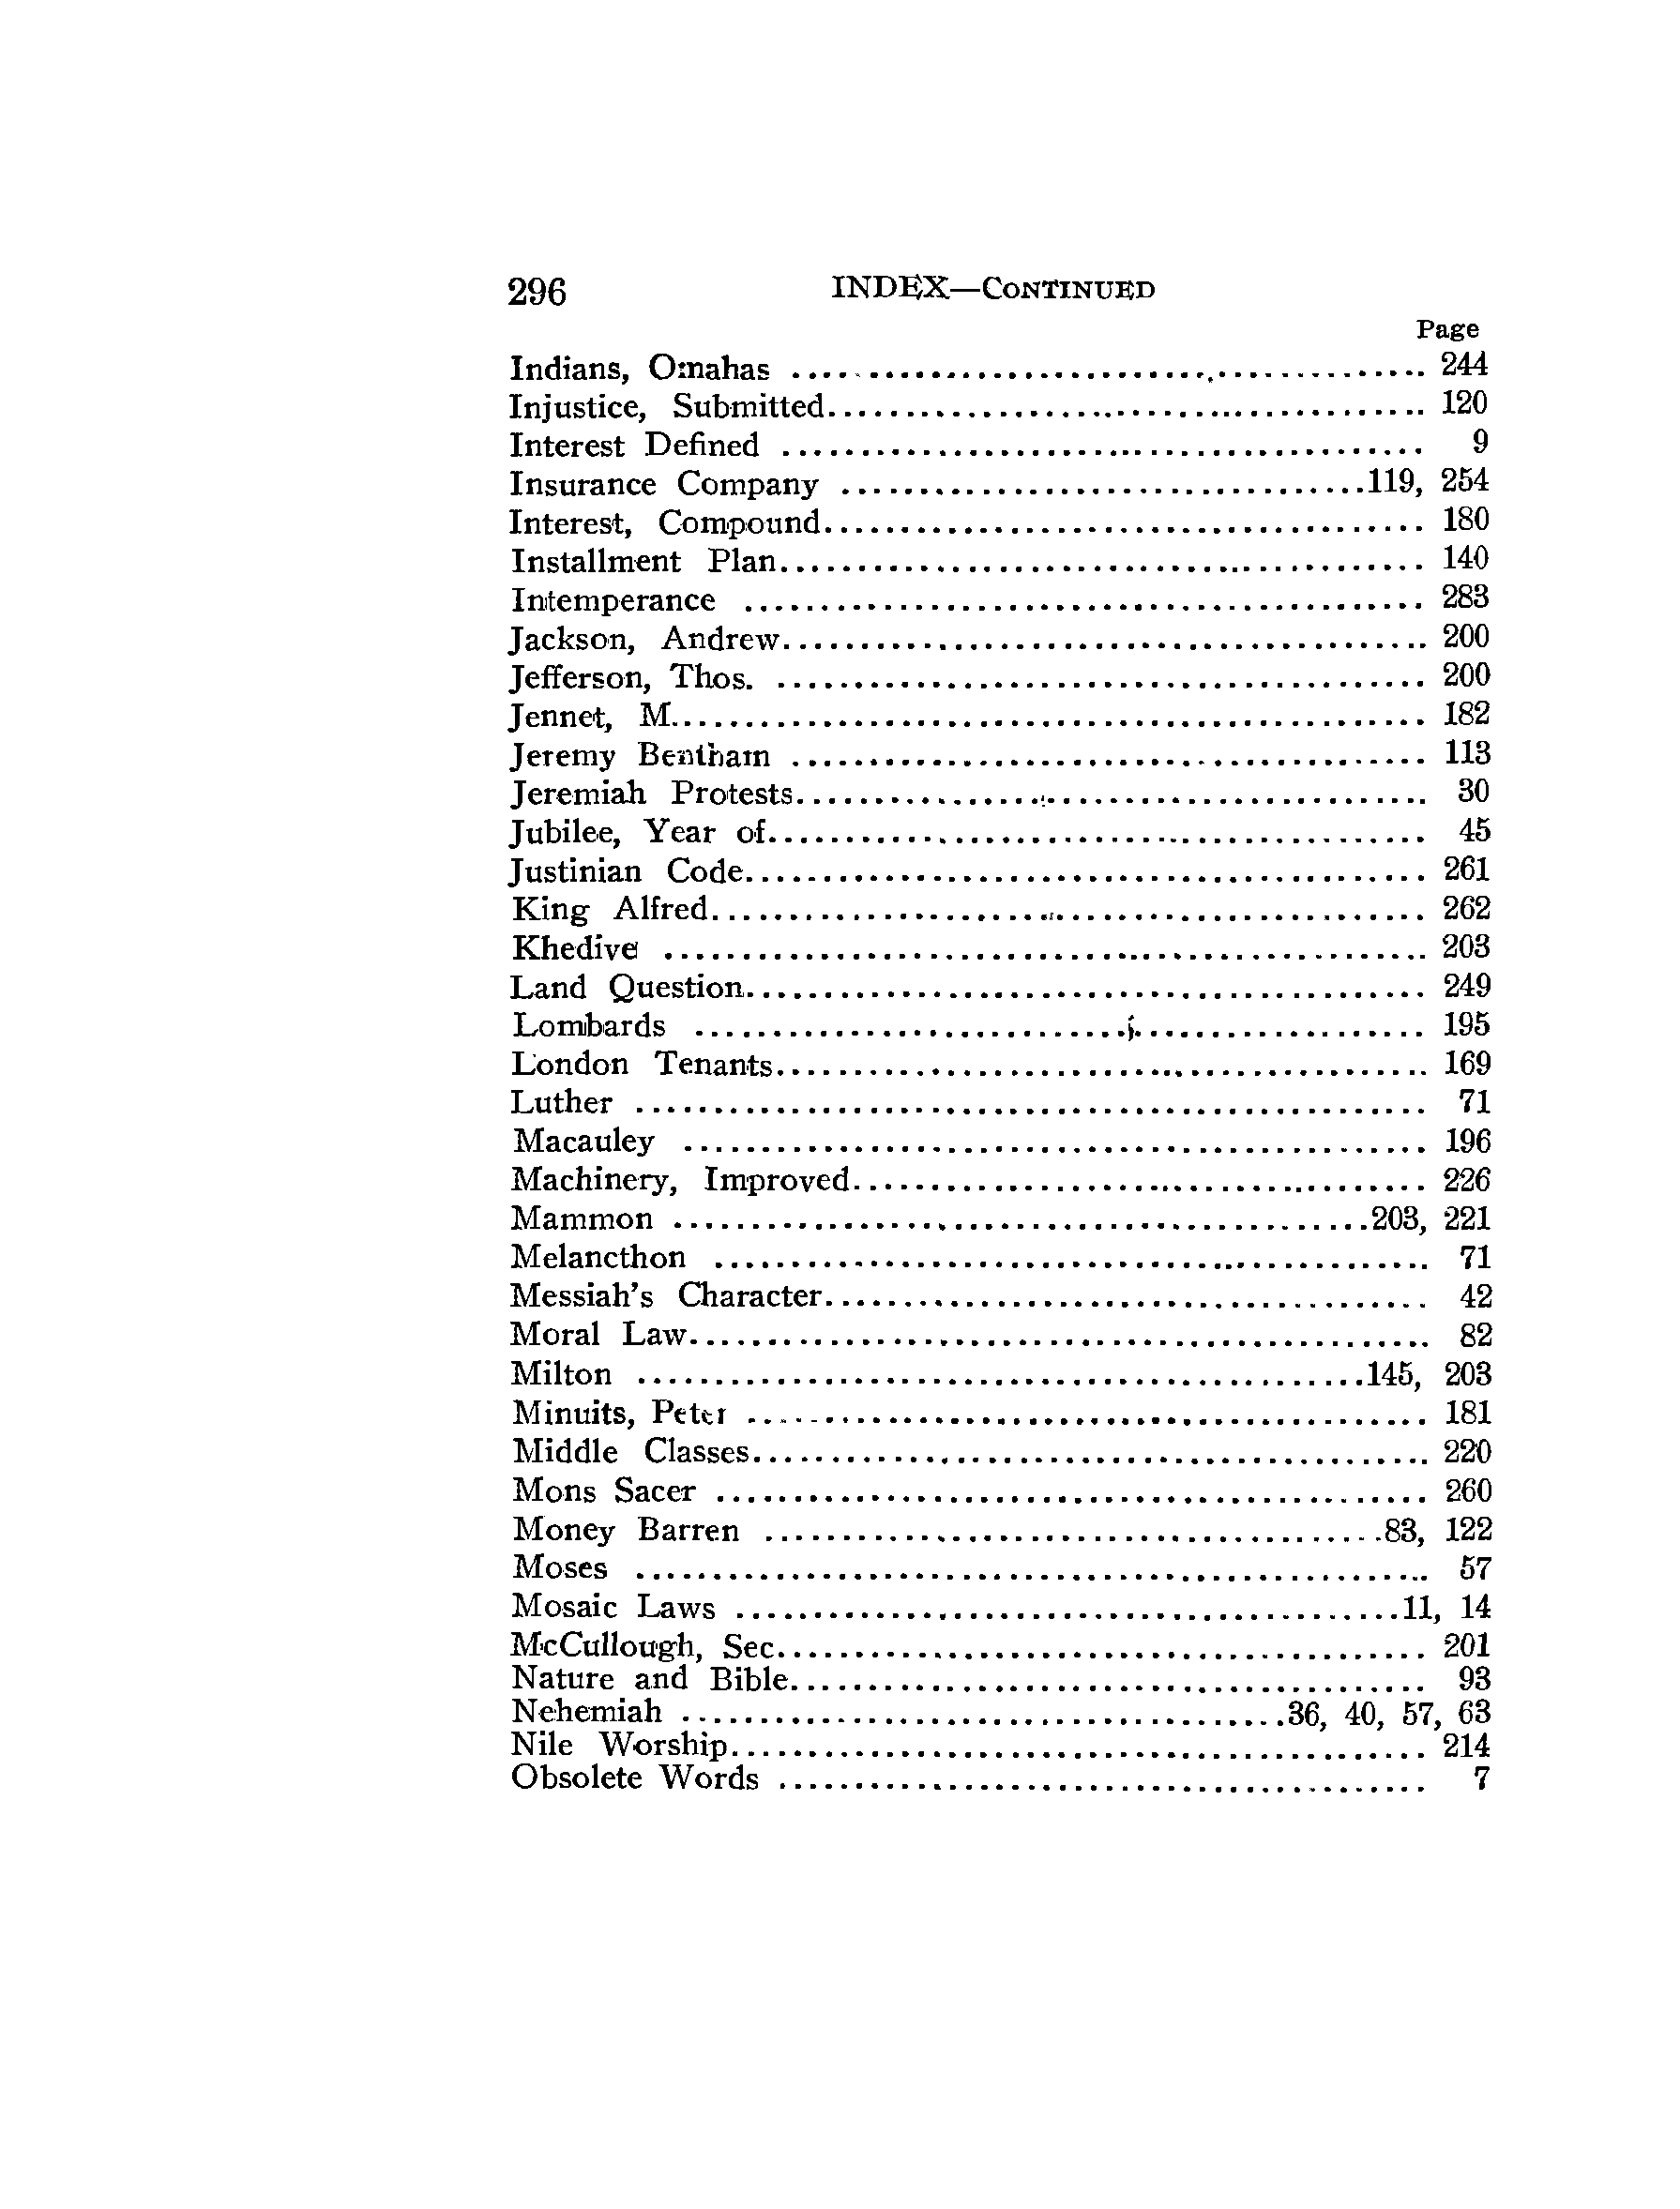 296 INDEX—CONTINUED
Page
Indians, Omahas ........................................ 244
Injustice, Submitted........................................ 120
Interest Defined ........................................ 9
Insurance Company ........................................119, 254
Interest, Compound........................................ 180
Installment Plan........................................ 140
Intemperance ........................................ 283
Jackson, Andrew........................................ 200
Jefferson, Thos. ........................................ 200
Jennet, M........................................ 182
Jeremy Bentham ........................................ 113
Jeremiah Protests........................................ 30
Jubilee, Year of........................................ 45
Justinian Code........................................ 261
King Alfred........................................ 262
Khedive ........................................ 203
Land Question........................................ 249
Lombards ........................................ 195
London Tenants........................................ 169
Luther ........................................ 71
Macauley ........................................ 196
Machinery, Improved........................................ 226
Mammon ........................................203, 221
Melancthon ........................................ 71
Messiah's Character........................................ 42
Moral Law........................................ 82
Milton ........................................145, 203
Minuits, Peter ........................................ 181
Middle Classes........................................ 220
Mons Sacer ........................................ 260
Money Barren ........................................83, 122
Moses ........................................ 57
Mosaic Laws ........................................11, 14
McCullough, Sec........................................ 201
Nature and Bible........................................ 93
Nehemiah ........................................36, 40, 57, 63
Nile Worship........................................ 214
Obsolete Words ........................................ 7